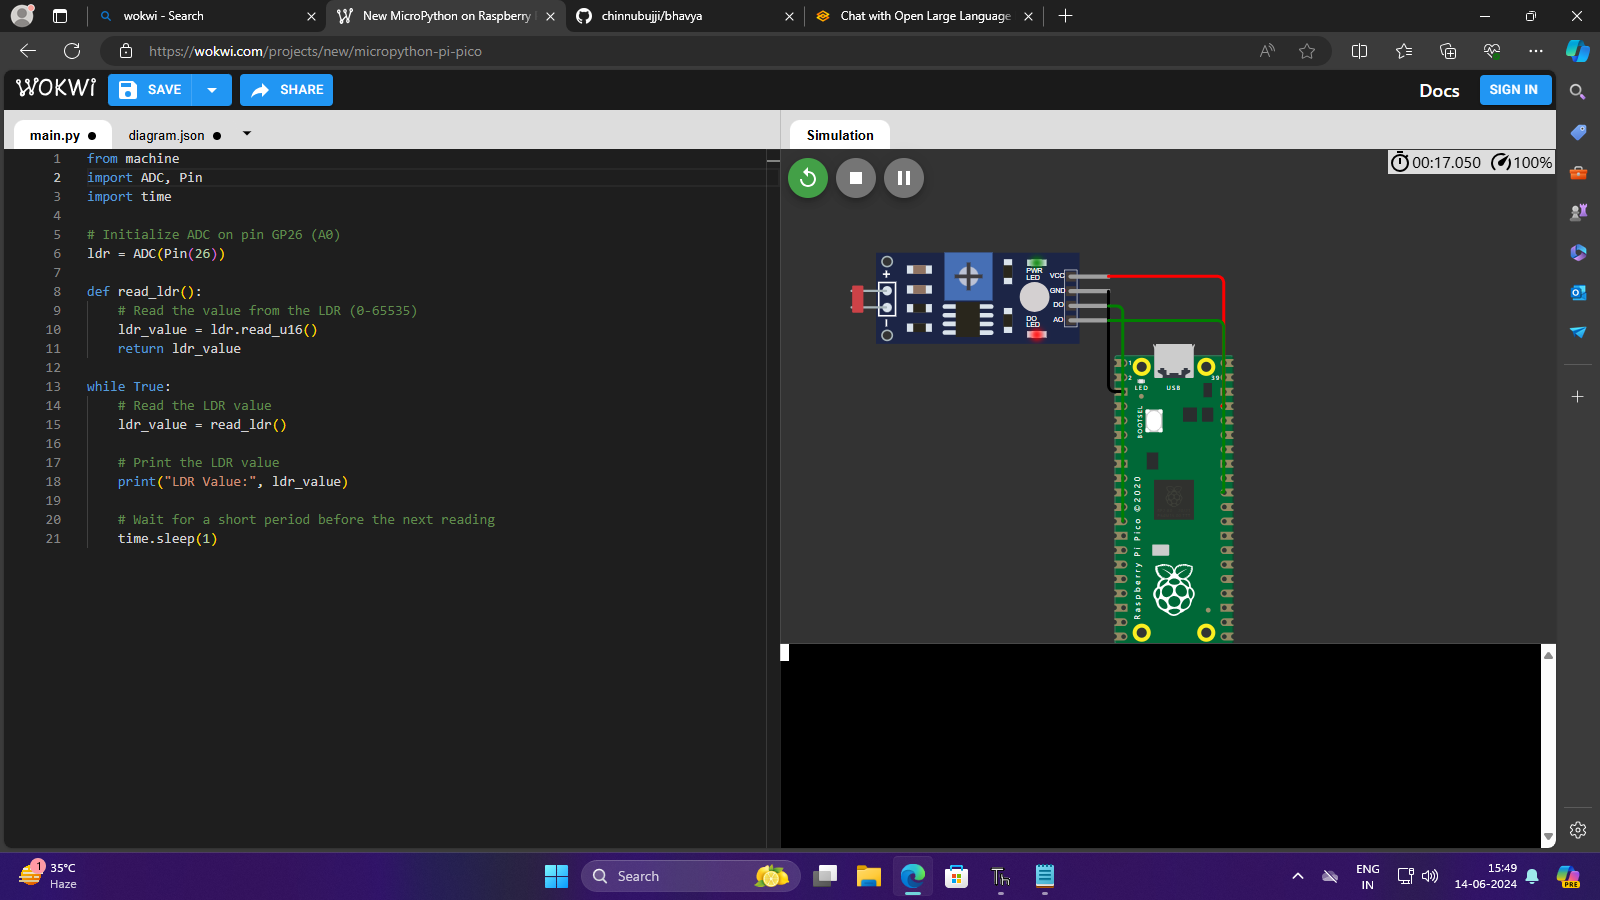 wokwi - Search
New MicroPython on Raspberry
chinnubujji/bhavya
Chat with Open Large Language
https://wokwi.com/projects/new/micropython-pi-pico
WOKWI
SAVE
SHARE
Docs
SIGN IN
main.py
diagram.json
Simulation
1 from machine
2 import ADC, Pin
3 import time
4
5 # Initialize ADC on pin GP26 (A0)
6 ldr = ADC(Pin(26))
7
8 def read_ldr():
9 # Read the value from the LDR (0-65535)
10 ldr_value = ldr.read_u16()
11 return ldr_value
12
13 while True:
14 # Read the LDR value
15 ldr_value = read_ldr()
16
17 # Print the LDR value
18 print("LDR Value:", ldr_value)
19
20 # Wait for a short period before the next reading
21 time.sleep(1)
00:17.050 100%
PWR
LED
VCC
GND
DO
AO
DO
LED
1
2
39
LED
USB
BOOTSEL
Raspberry Pi Pico ©2020
1
35°C
Haze
Search
ENG
IN
15:49
14-06-2024
PRE